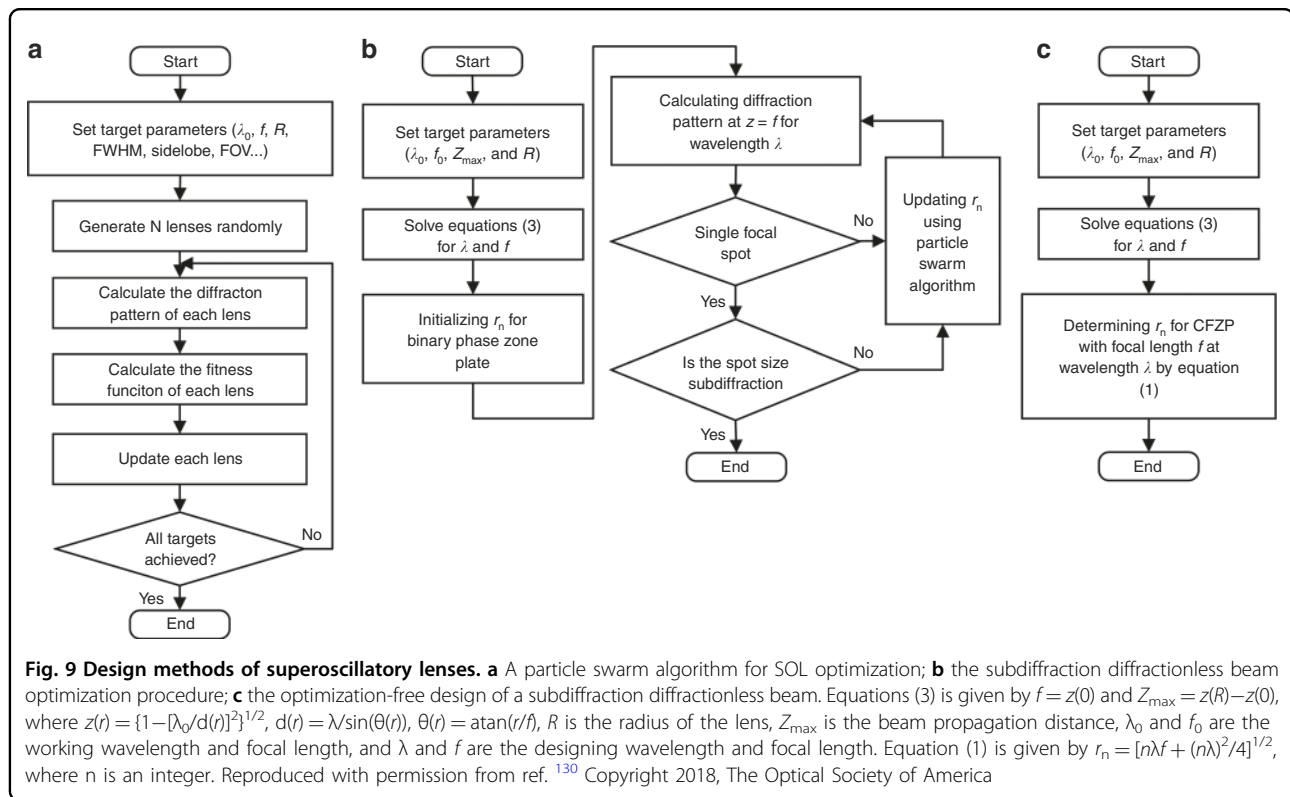 a
Start
Set target parameters (λ₀, f, R,
FWHM, sidelobe, FOV...)
Generate N lenses randomly
Calculate the diffracton
pattern of each lens
Calculate the fitness
funciton of each lens
Update each lens
All targets
achieved?
No
Yes
End
b
Start
Set target parameters
(λ₀, f₀, Zmax, and R)
Solve equations (3)
for λ and f
Initializing rn for
binary phase zone
plate
Calculating diffraction
pattern at z = f for
wavelength λ
Single focal
spot
No
Yes
Is the spot size
subdiffraction
No
Yes
End
Updating rn
using
particle
swarm
algorithm
c
Start
Set target parameters
(λ₀, f₀, Zmax, and R)
Solve equations (3)
for λ and f
Determining rn for CFZP
with focal length f at
wavelength λ by equation
(1)
End
Fig. 9 Design methods of superoscillatory lenses. a A particle swarm algorithm for SOL optimization; b the subdiffraction diffractionless beam
optimization procedure; c the optimization-free design of a subdiffraction diffractionless beam. Equations (3) is given by f = z(0) and Zmax = z(R)−z(0),
where z(r) = {1−[λ₀/d(r)]²}¹/², d(r) = λ/sin(θ(r)), θ(r) = atan(r/f), R is the radius of the lens, Zmax is the beam propagation distance, λ₀ and f₀ are the
working wavelength and focal length, and λ and f are the designing wavelength and focal length. Equation (1) is given by rn = [nλf + (nλ)²/4]¹/²,
where n is an integer. Reproduced with permission from ref. ¹³⁰ Copyright 2018, The Optical Society of America